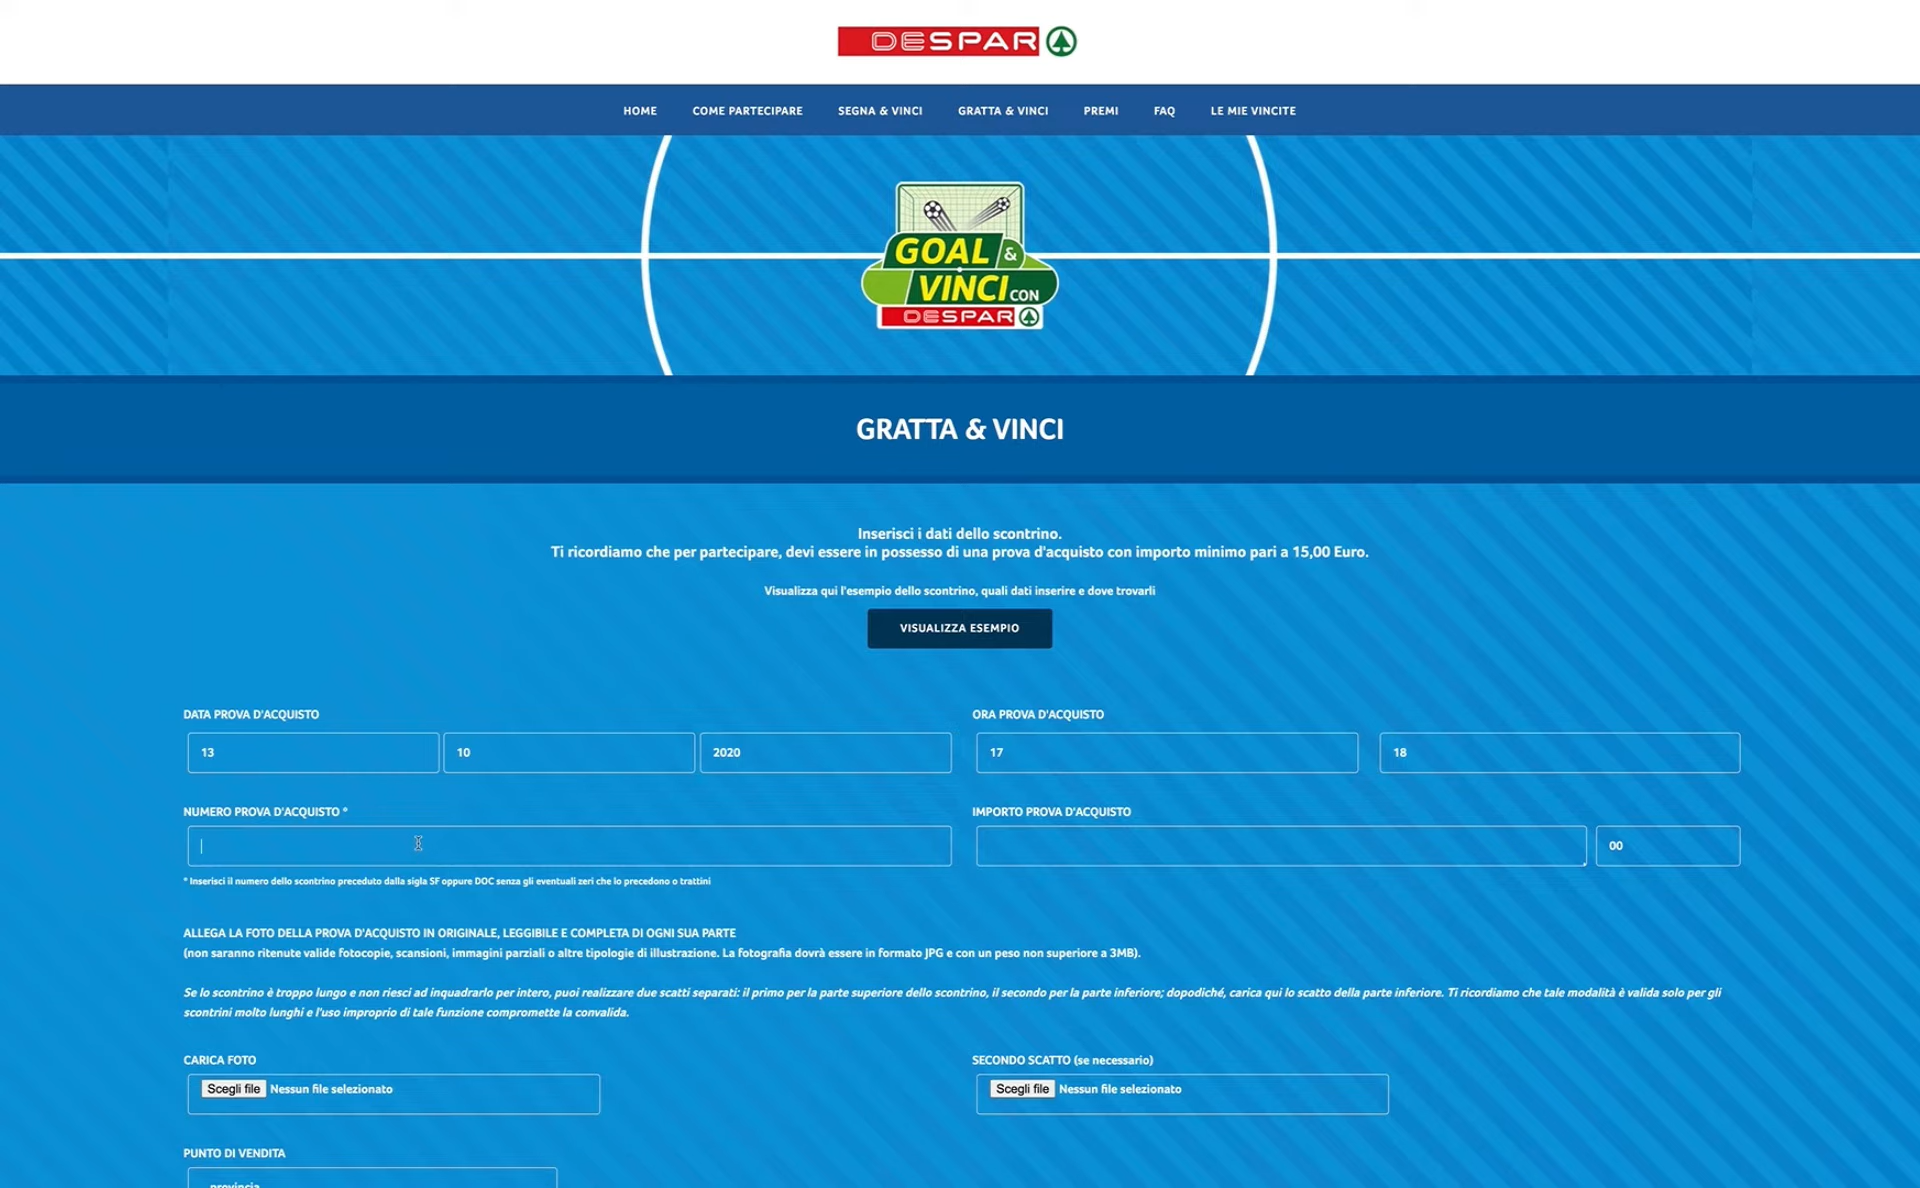 DESPAR
HOME COME PARTECIPARE SEGNA & VINCI GRATTA & VINCI PREMI FAQ LE MIE VINCITE
GOAL &
VINCI CON
DESPAR
GRATTA & VINCI
Inserisci i dati dello scontrino.
Ti ricordiamo che per partecipare, devi essere in possesso di una prova d'acquisto con importo minimo pari a 15,00 Euro.
Visualizza qui l'esempio dello scontrino, quali dati inserire e dove trovarli
VISUALIZZA ESEMPIO
DATA PROVA D'ACQUISTO ORA PROVA D'ACQUISTO
13 10 2020 17 18
NUMERO PROVA D'ACQUISTO * IMPORTO PROVA D'ACQUISTO
00
* Inserisci il numero dello scontrino preceduto dalla sigla SF oppure DOC senza gli eventuali zeri che lo precedono o trattini
ALLEGA LA FOTO DELLA PROVA D'ACQUISTO IN ORIGINALE, LEGGIBILE E COMPLETA DI OGNI SUA PARTE
(non saranno ritenute valide fotocopie, scansioni, immagini parziali o altre tipologie di illustrazione. La fotografia dovrà essere in formato JPG e con un peso non superiore a 3MB).
Se lo scontrino è troppo lungo e non riesci ad inquadrarlo per intero, puoi realizzare due scatti separati: il primo per la parte superiore dello scontrino, il secondo per la parte inferiore; dopodiché, carica qui lo scatto della parte inferiore. Ti ricordiamo che tale modalità è valida solo per gli
scontrini molto lunghi e l'uso improprio di tale funzione compromette la convalida.
CARICA FOTO SECONDO SCATTO (se necessario)
Scegli file Nessun file selezionato Scegli file Nessun file selezionato
PUNTO DI VENDITA
provincia